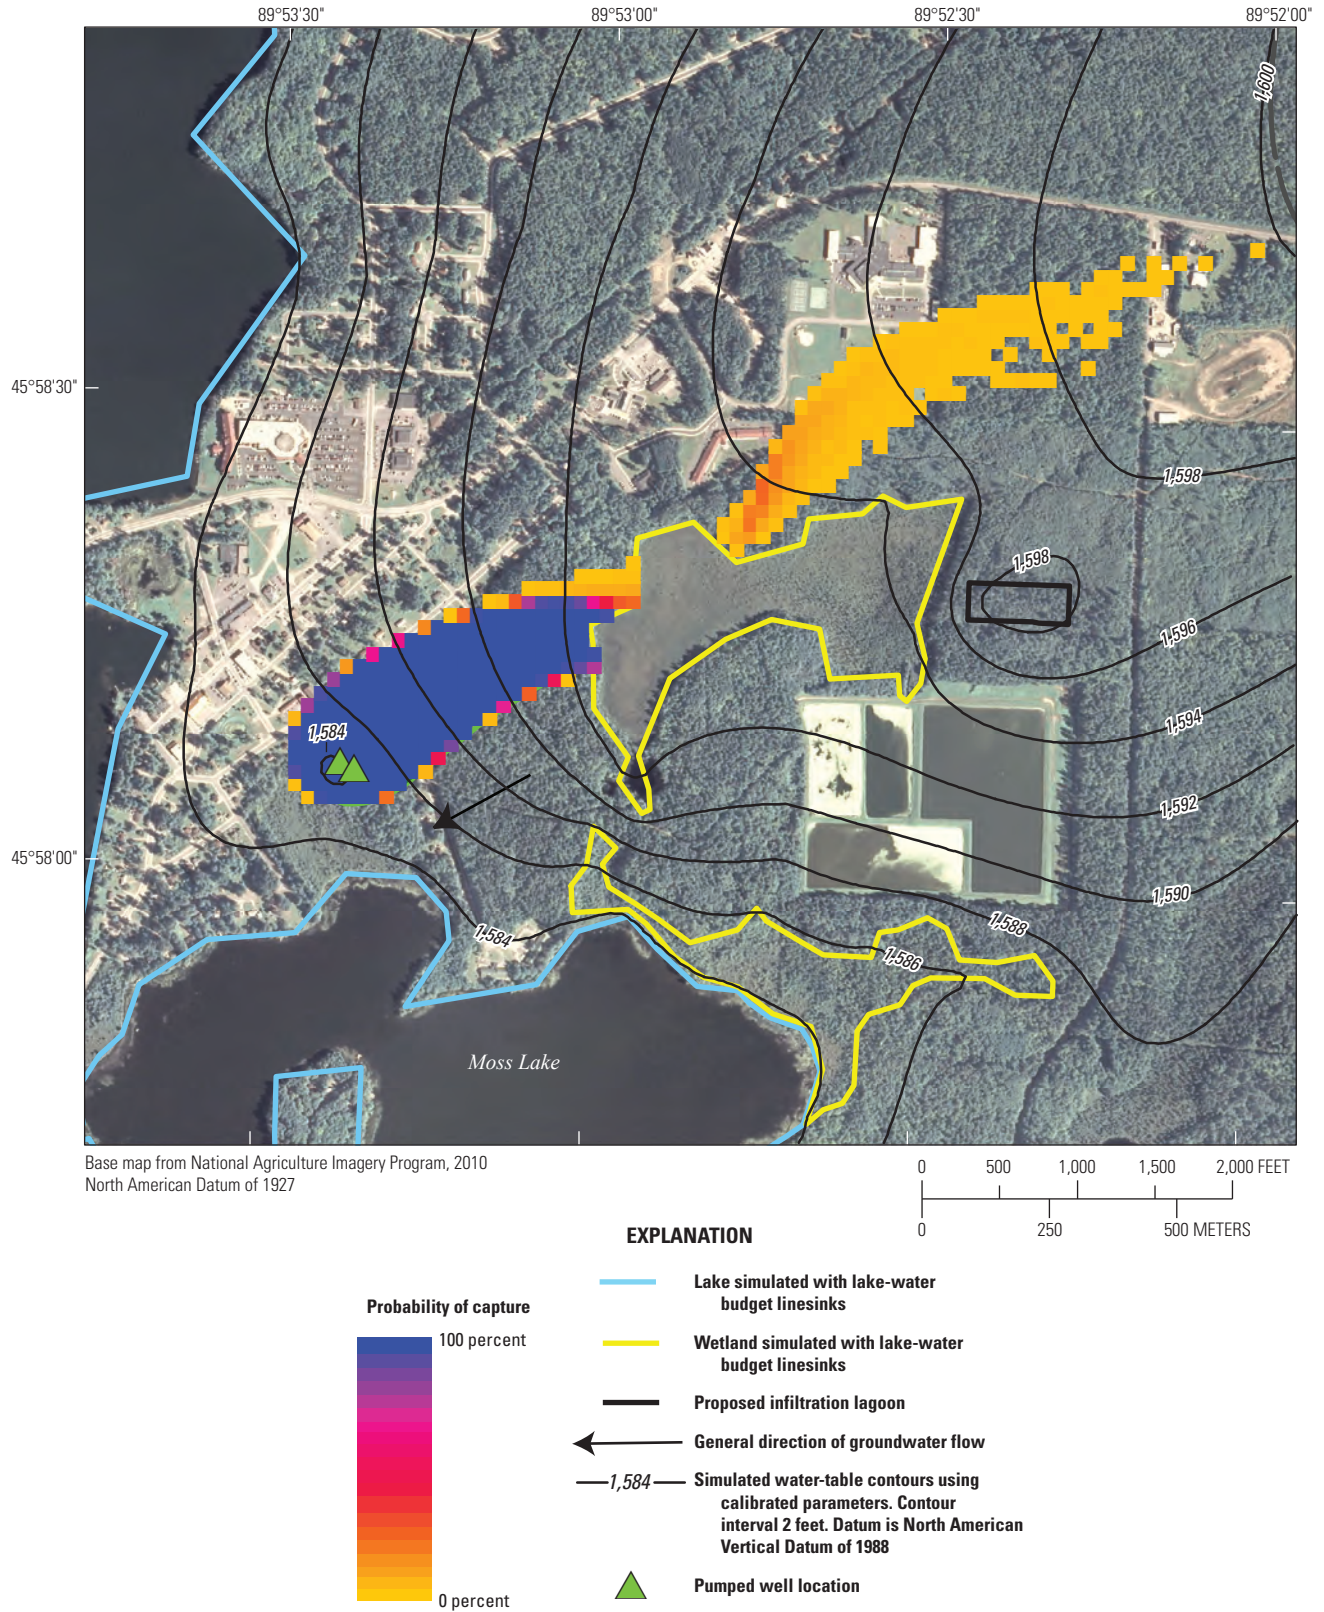 89°53'30"
89°53'00"
89°52'30"
89°52'00"
1,600
45°58'30"
1,598
1,598
1,596
1,584
1,594
1,592
45°58'00"
1,590
1,588
1,584
1,586
Moss Lake
Base map from National Agriculture Imagery Program, 2010
North American Datum of 1927
0 500 1,000 1,500 2,000 FEET
0 250 500 METERS
EXPLANATION
Probability of capture
100 percent
0 percent
Lake simulated with lake-water
budget linesinks
Wetland simulated with lake-water
budget linesinks
Proposed infiltration lagoon
General direction of groundwater flow
1,584
Simulated water-table contours using
calibrated parameters. Contour
interval 2 feet. Datum is North American
Vertical Datum of 1988
Pumped well location